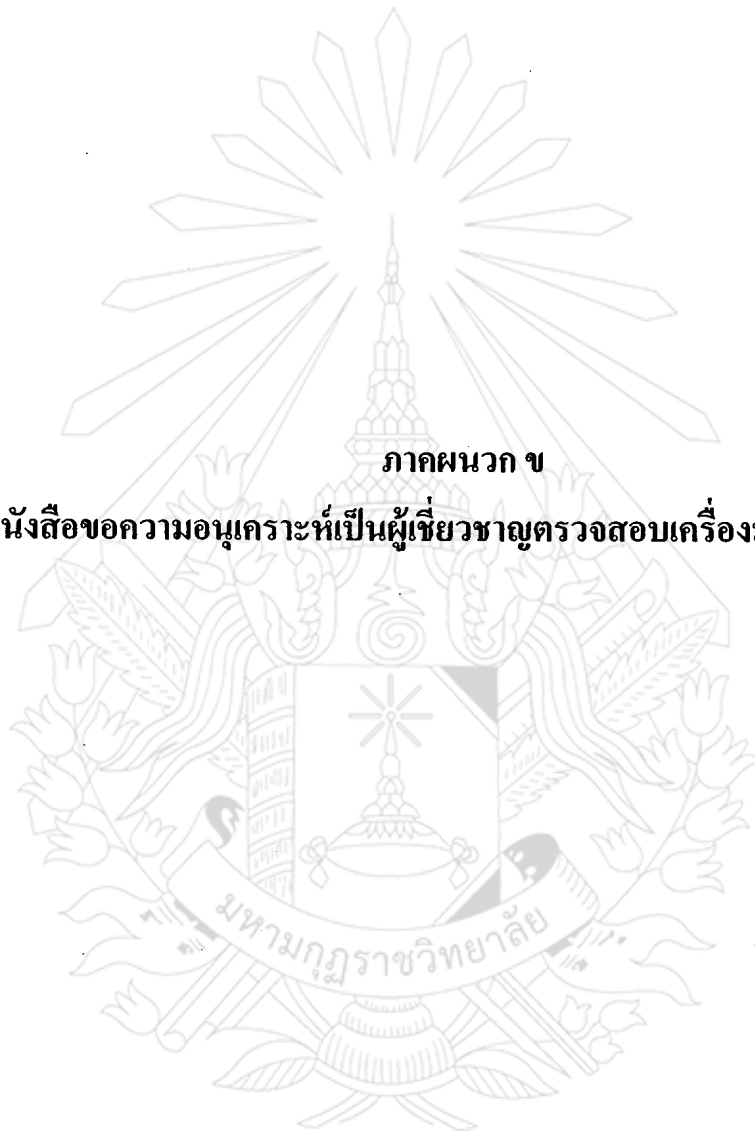 ภาคผนวก ข
นังสือขอความอนุเคราะห์เป็นผู้เชี่ยวชาญตรวจสอบเครื่อง
มหามกุฏราชวิทยาลัย